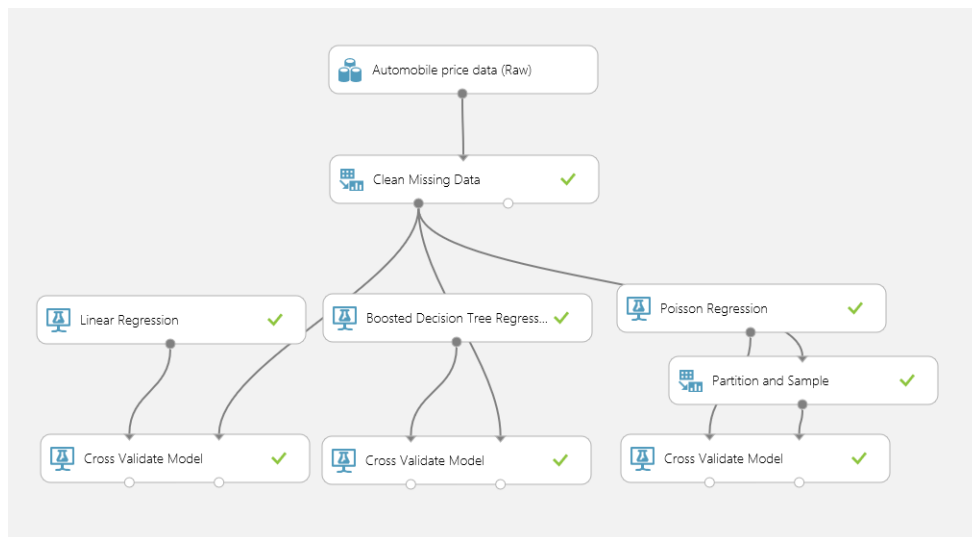 Automobile price data (Raw)
Clean Missing Data
Linear Regression
Boosted Decision Tree Regress...
Poisson Regression
Partition and Sample
Cross Validate Model
Cross Validate Model
Cross Validate Model